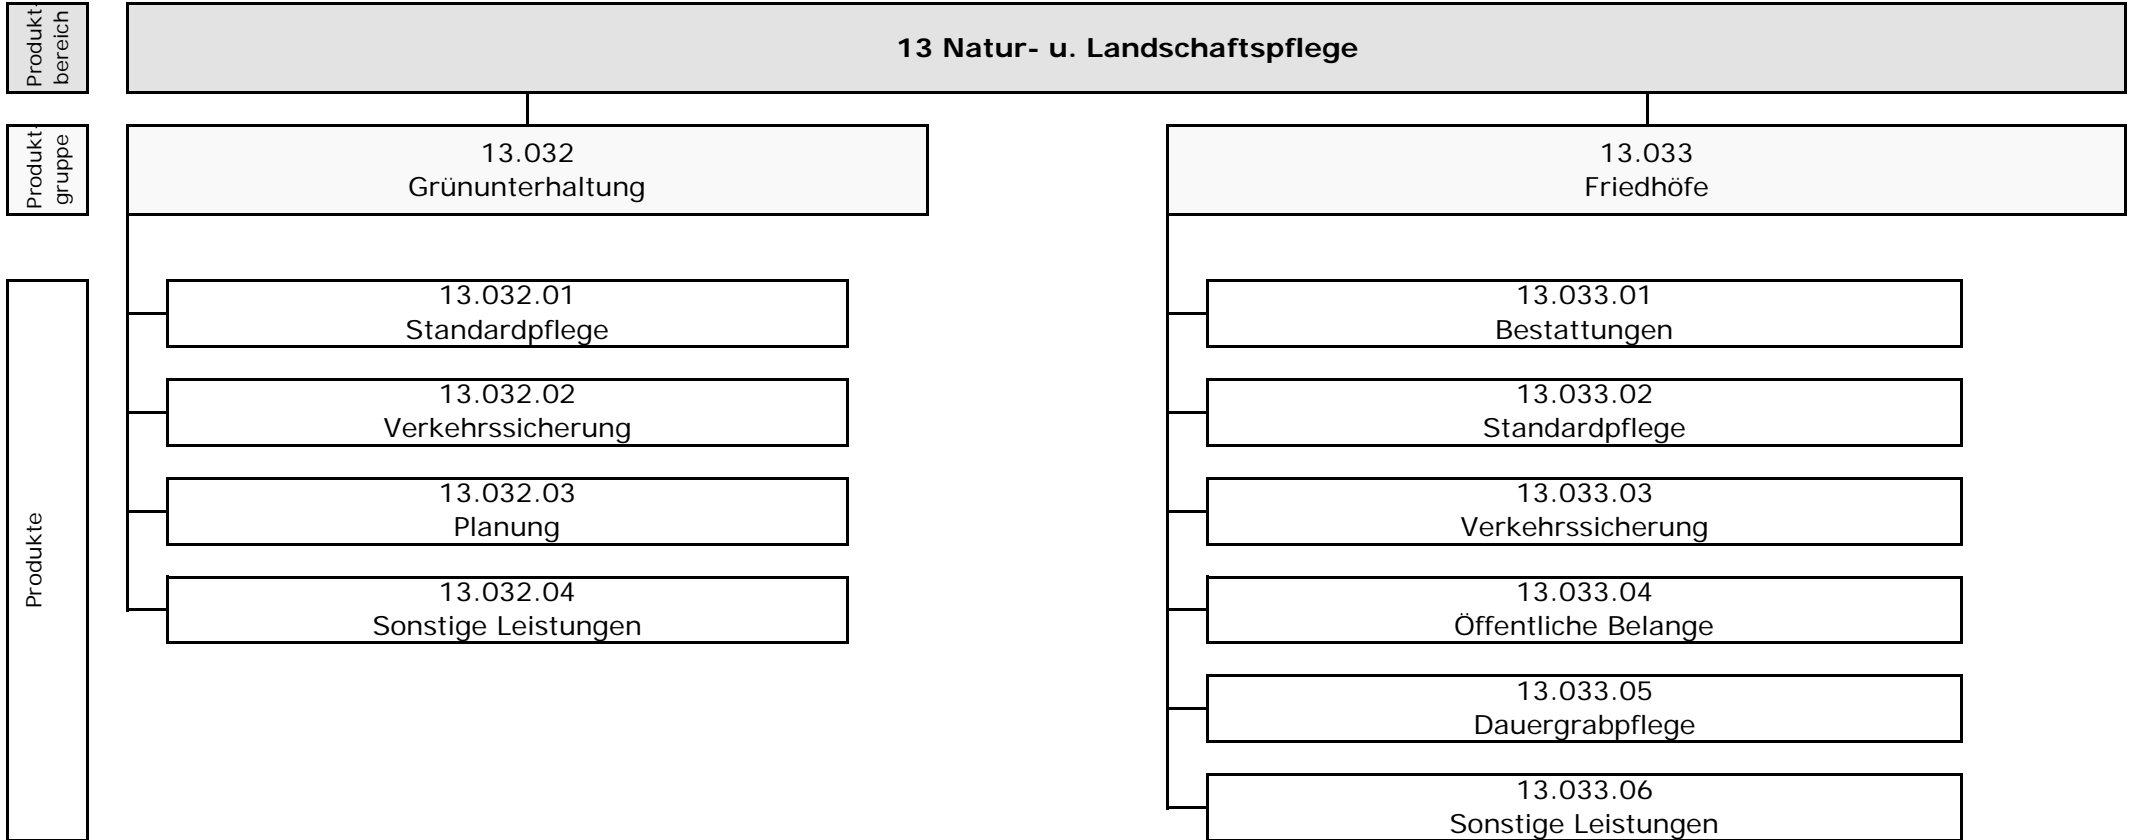 Produkt-
bereich
13 Natur- u. Landschaftspflege
Produkt-
gruppe
13.032
Grünunterhaltung
13.033
Friedhöfe
Produkte
13.032.01
Standardpflege
13.032.02
Verkehrssicherung
13.032.03
Planung
13.032.04
Sonstige Leistungen
13.033.01
Bestattungen
13.033.02
Standardpflege
13.033.03
Verkehrssicherung
13.033.04
Öffentliche Belange
13.033.05
Dauergrabpflege
13.033.06
Sonstige Leistungen